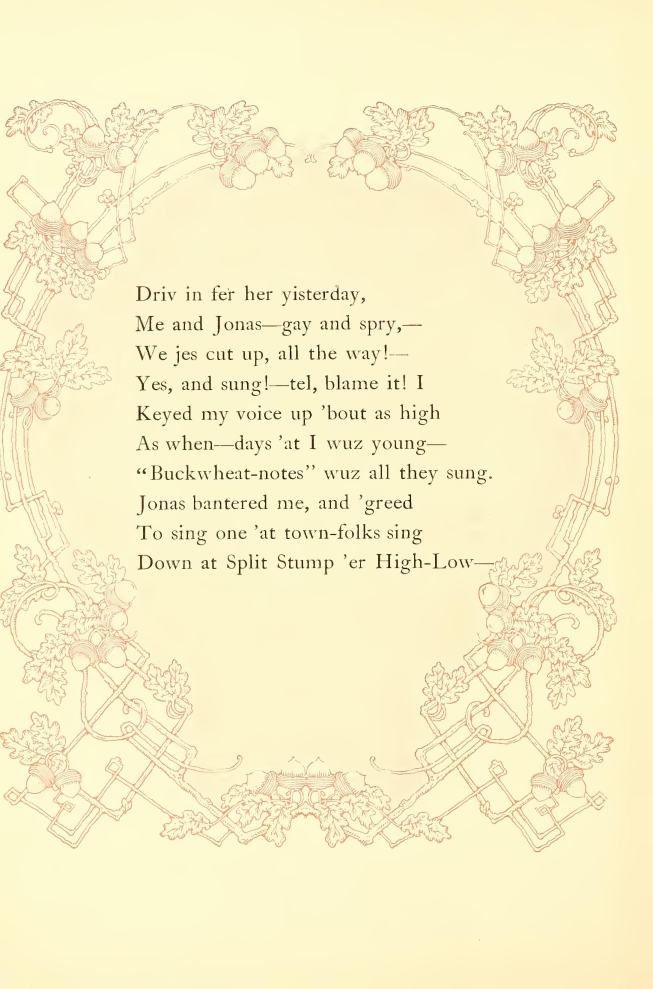 Driv in fer her yisterday,
Me and Jonas—gay and spry,—
We jes cut up, all the way!—
Yes, and sung!—tel, blame it! I
Keyed my voice up ’bout as high
As when—days ’at I wuz young—
“Buckwheat-notes” wuz all they sung.
Jonas bantered me, and ’greed
To sing one ’at town-folks sing
Down at Split Stump ’er High-Low—